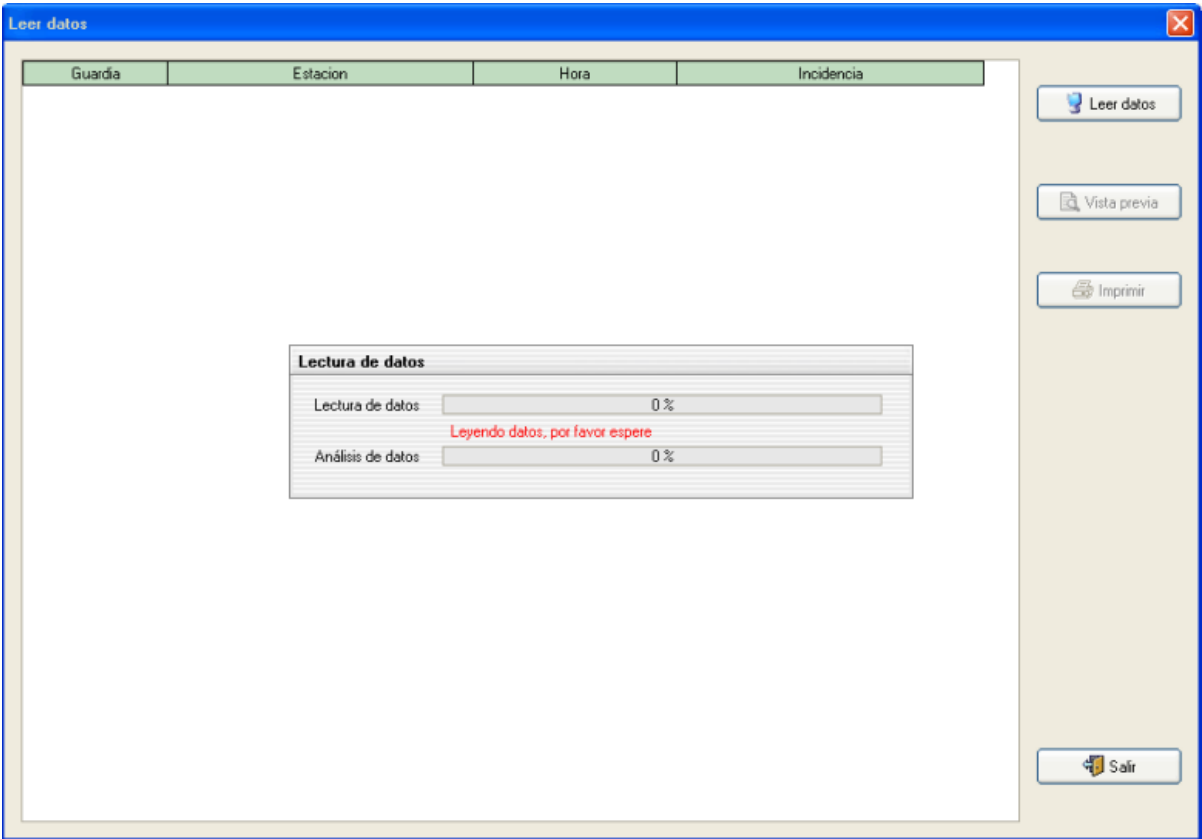 Leer datos
Guardia Estacion Hora Incidencia
Leer datos
Vista previa
Imprimir
Lectura de datos
Lectura de datos 0 %
Leyendo datos, por favor espere
Análisis de datos 0 %
Salir